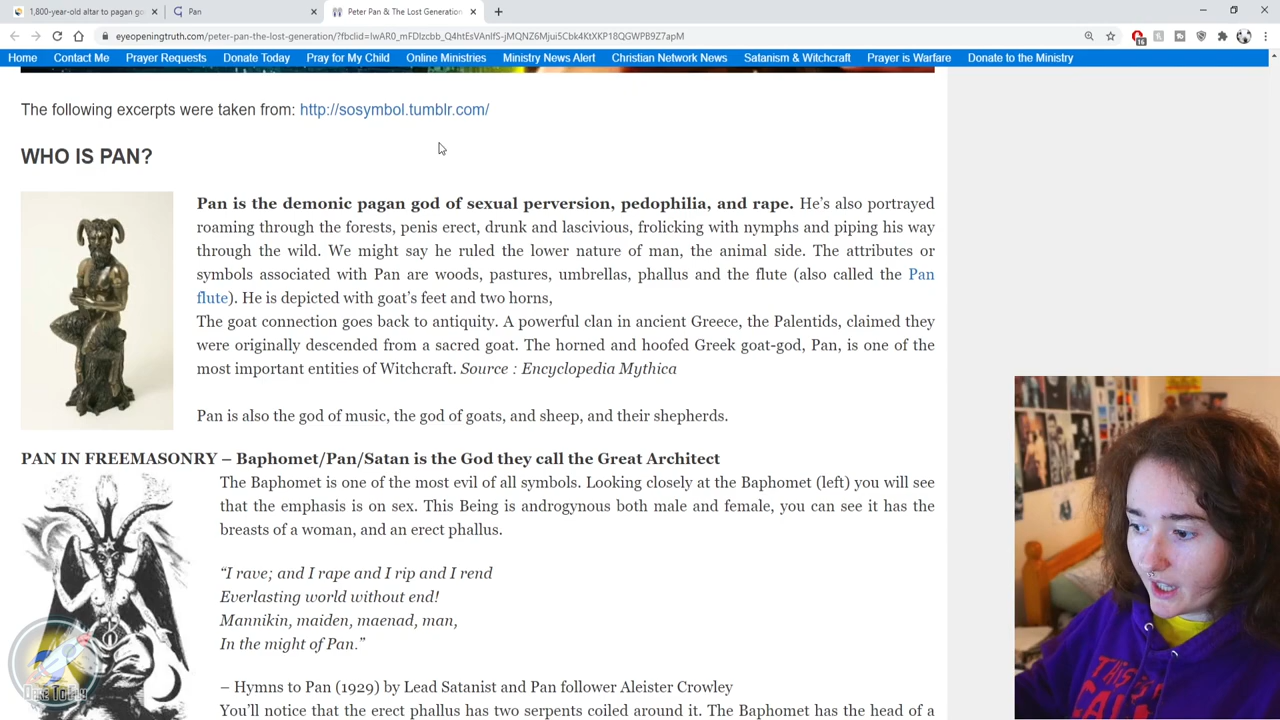 1,800-year-old altar to pagan go
Pan
Peter Pan & The Lost Generation
eyeopeningtruth.com/peter-pan-the-lost-generation/?fbclid=IwAR0_mFDIzcbb_Q4htEsVAnIfS-jMQNZ6Mjui5Cbk4KtXKP18QGWPB9Z7apM
Home Contact Me Prayer Requests Donate Today Pray for My Child Online Ministries Ministry News Alert Christian Network News Satanism & Witchcraft Prayer is Warfare Donate to the Ministry
The following excerpts were taken from: http://sosymbol.tumblr.com/
WHO IS PAN?
Pan is the demonic pagan god of sexual perversion, pedophilia, and rape. He's also portrayed
roaming through the forests, penis erect, drunk and lascivious, frolicking with nymphs and piping his way
through the wild. We might say he ruled the lower nature of man, the animal side. The attributes or
symbols associated with Pan are woods, pastures, umbrellas, phallus and the flute (also called the Pan
flute). He is depicted with goat's feet and two horns,
The goat connection goes back to antiquity. A powerful clan in ancient Greece, the Palentids, claimed they
were originally descended from a sacred goat. The horned and hoofed Greek goat-god, Pan, is one of the
most important entities of Witchcraft. Source : Encyclopedia Mythica
Pan is also the god of music, the god of goats, and sheep, and their shepherds.
PAN IN FREEMASONRY – Baphomet/Pan/Satan is the God they call the Great Architect
The Baphomet is one of the most evil of all symbols. Looking closely at the Baphomet (left) you will see
that the emphasis is on sex. This Being is androgynous both male and female, you can see it has the
breasts of a woman, and an erect phallus.
“I rave; and I rape and I rip and I rend
Everlasting world without end!
Mannikin, maiden, maenad, man,
In the might of Pan.”
– Hymns to Pan (1929) by Lead Satanist and Pan follower Aleister Crowley
You'll notice that the erect phallus has two serpents coiled around it. The Baphomet has the head of a